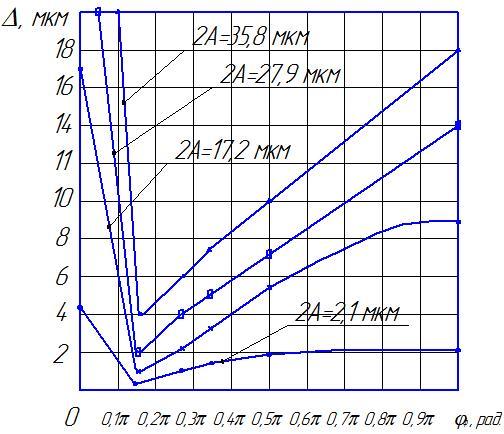 Δ, мкм
18
2A=35,8 мкм
16
2A=27,9 мкм
14
11
2A=17,2 мкм
10
8
6
4
2A=2,1 мкм
2
0 0,1π 0,2π 0,3π 0,4π 0,5π 0,6π 0,7π 0,8π 0,9π φ, рад